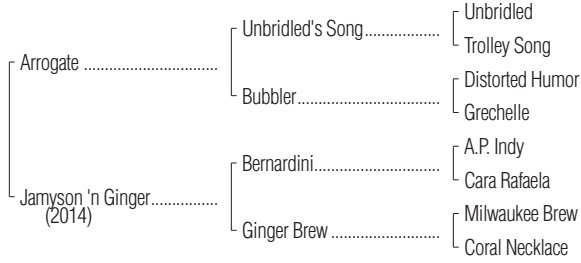 Unbridled
Unbridled's Song..................
Trolley Song
Arrogate ................................
Distorted Humor
Bubbler...................................
Grechelle
A.P. Indy
Bernardini...............................
Cara Rafaela
Jamyson 'n Ginger................
(2014)
Milwaukee Brew
Ginger Brew ..........................
Coral Necklace